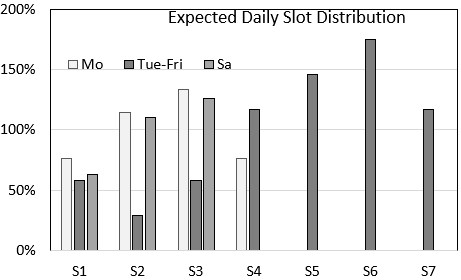 Expected Daily Slot Distribution
200%
150%
100%
50%
0%
Mo Tue-Fri Sa
S1 S2 S3 S4 S5 S6 S7